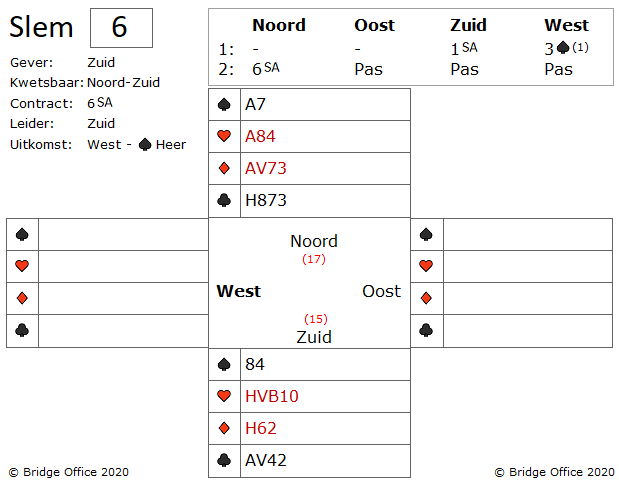 Slem 6
Noord Oost Zuid West
1: - - 1SA 3♠(1)
2: 6SA Pas Pas Pas
Gever: Zuid
Kwetsbaar: Noord-Zuid
Contract: 6SA
Leider: Zuid
Uitkomst: West - ♠ Heer
♠ A7
♥ A84
♦ AV73
♣ H873
♠
♥
♦
♣
Noord
(17)
West Oost
(15)
Zuid
♠
♥
♦
♣
♠ 84
♥ HVB10
♦ H62
♣ AV42
© Bridge Office 2020
© Bridge Office 2020